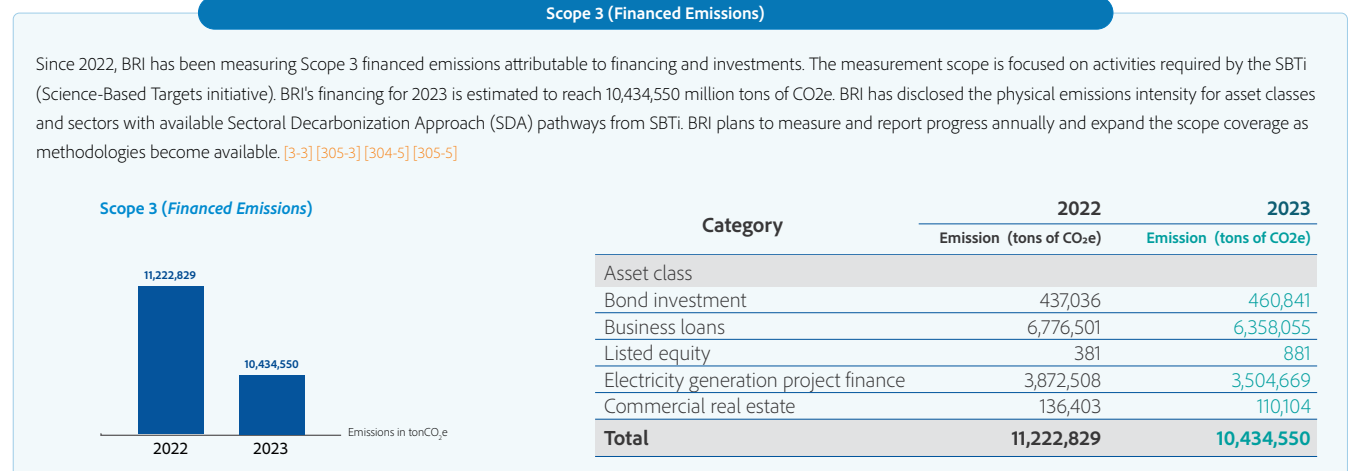 Scope 3 (Financed Emissions)
Since 2022, BRI has been measuring Scope 3 financed emissions attributable to financing and investments. The measurement scope is focused on activities required by the SBTi
(Science-Based Targets initiative). BRI's financing for 2023 is estimated to reach 10,434,550 million tons of CO2e. BRI has disclosed the physical emissions intensity for asset classes
and sectors with available Sectoral Decarbonization Approach (SDA) pathways from SBTi. BRI plans to measure and report progress annually and expand the scope coverage as
methodologies become available. [3-3] [305-3] [304-5] [305-5]
Scope 3 (Financed Emissions)
11,222,829
10,434,550
Emissions in tonCO₂e
2022 2023
Category 2022 2023
Emission (tons of CO₂e) Emission (tons of CO2e)
Asset class
Bond investment 437,036 460,841
Business loans 6,776,501 6,358,055
Listed equity 381 881
Electricity generation project finance 3,872,508 3,504,669
Commercial real estate 136,403 110,104
Total 11,222,829 10,434,550